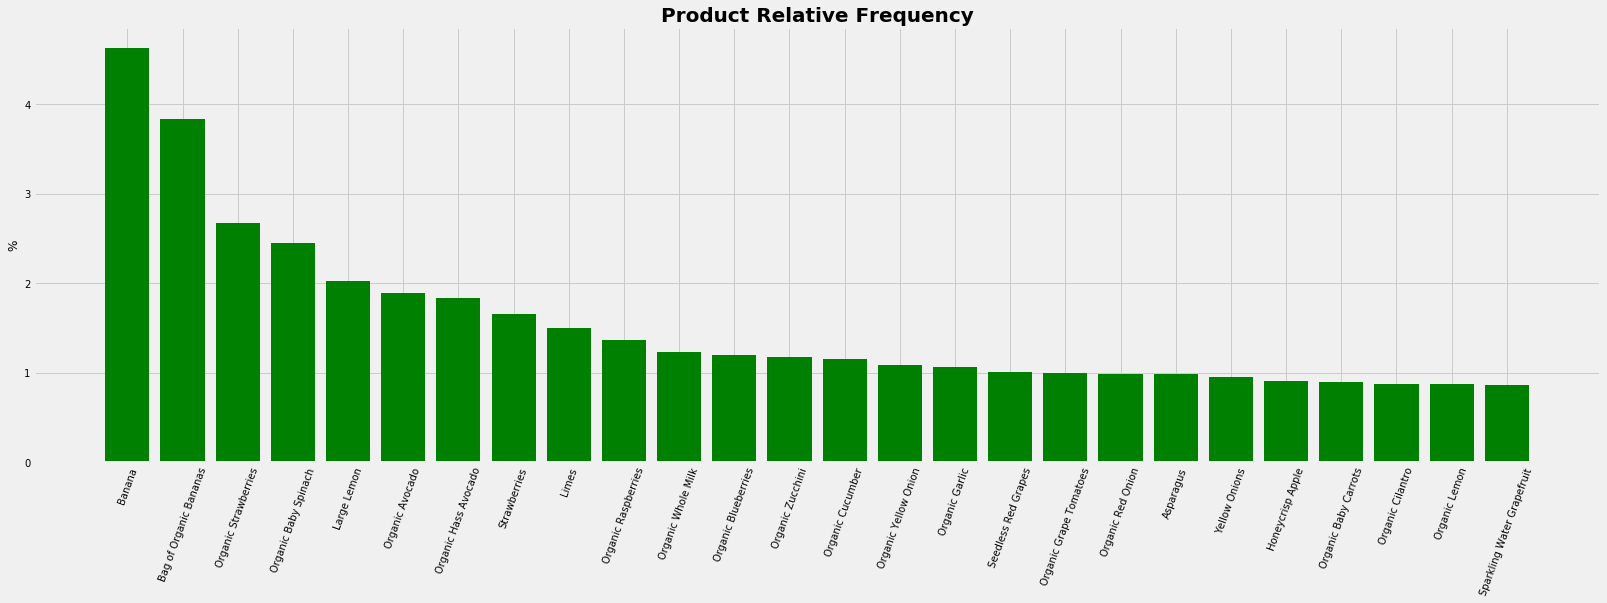 Product Relative Frequency
%
4
3
2
1
0
Banana
Bag of Organic Bananas
Organic Strawberries
Organic Baby Spinach
Large Lemon
Organic Avocado
Organic Hass Avocado
Strawberries
Limes
Organic Raspberries
Organic Whole Milk
Organic Blueberries
Organic Zucchini
Organic Cucumber
Organic Yellow Onion
Organic Garlic
Seedless Red Grapes
Organic Grape Tomatoes
Organic Red Onion
Asparagus
Yellow Onions
Honeycrisp Apple
Organic Baby Carrots
Organic Cilantro
Organic Lemon
Sparkling Water Grapefruit